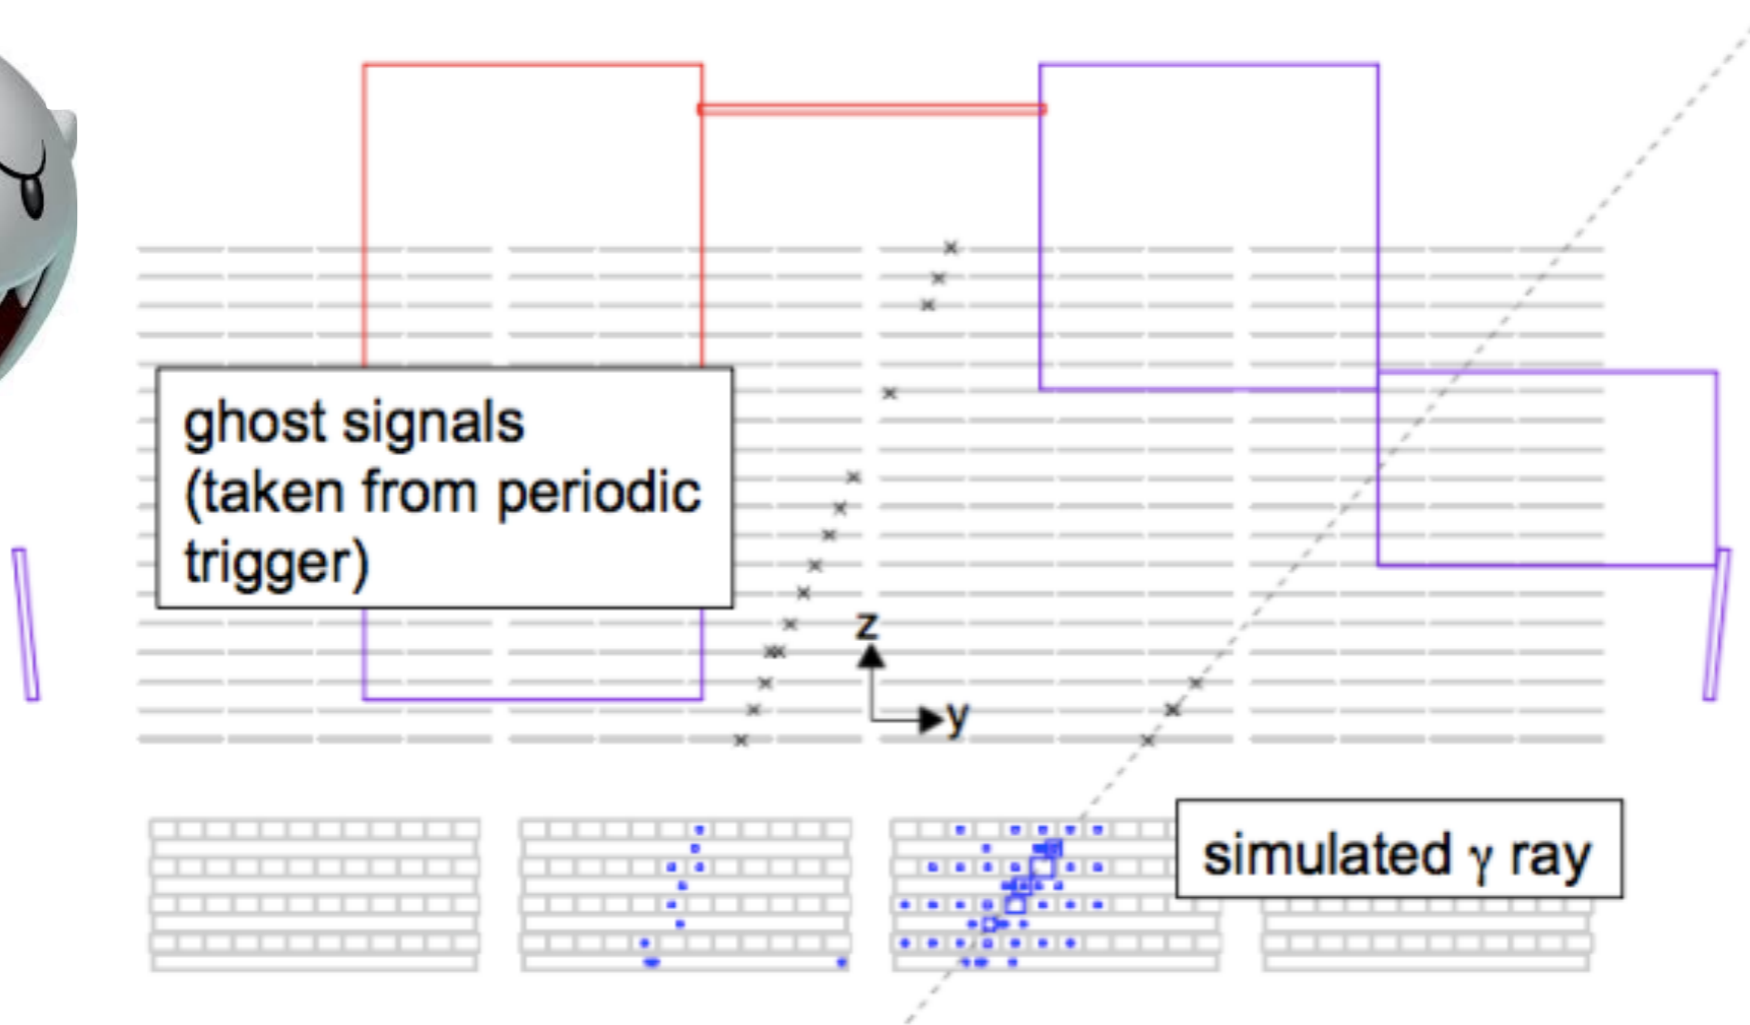 ghost signals
(taken from periodic
trigger)
z
y
simulated γ ray